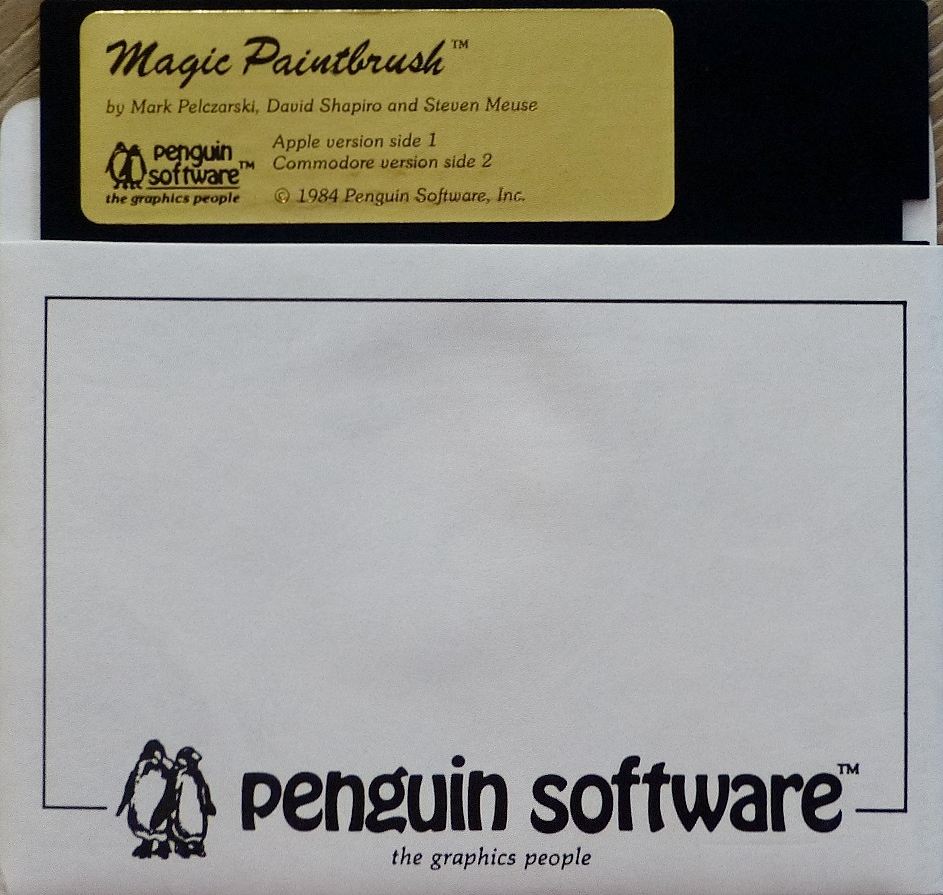 Magic Paintbrush™
by Mark Pelczarski, David Shapiro and Steven Meuse
penguin
software™
the graphics people
Apple version side 1
Commodore version side 2
© 1984 Penguin Software, Inc.
penguin software™
the graphics people